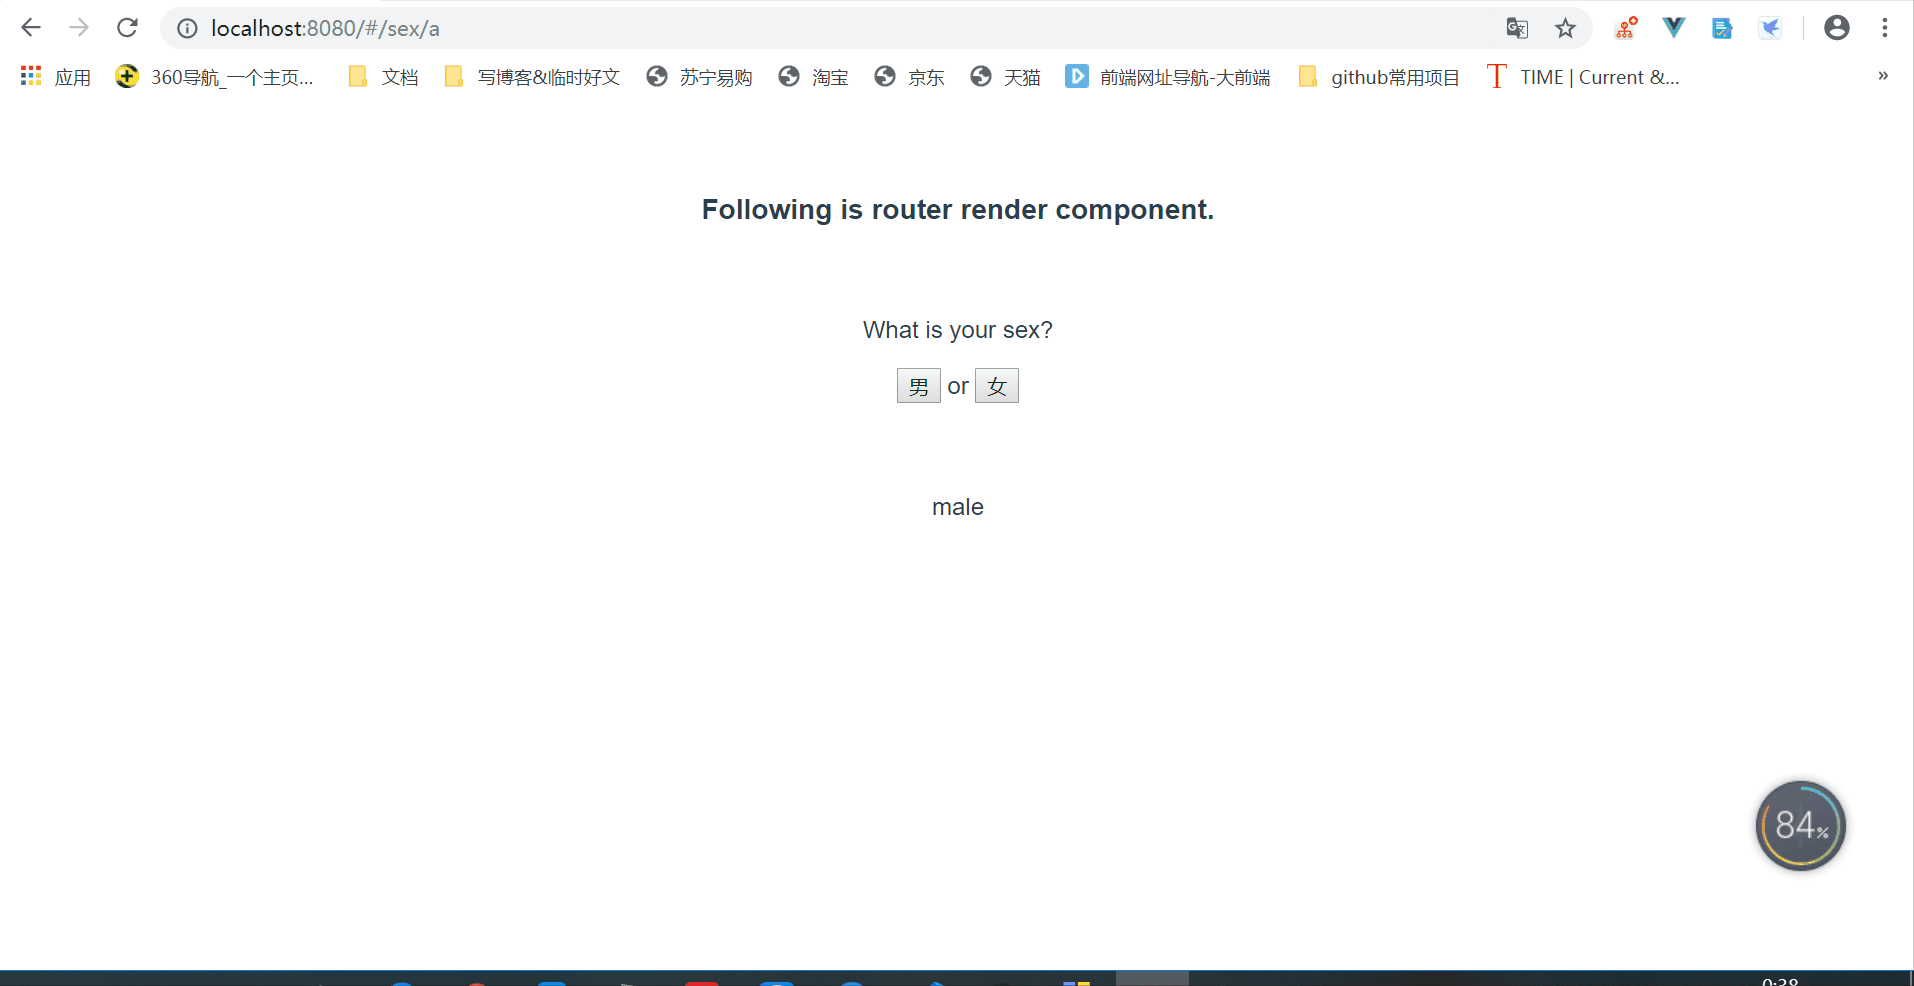 localhost:8080/#/sex/a
应用 360导航_一个主页... 文档 写博客&临时好文 苏宁易购 淘宝 京东 天猫 前端网址导航-大前端 github常用项目 TIME | Current &... »
Following is router render component.
What is your sex?
男 or 女
male
84%